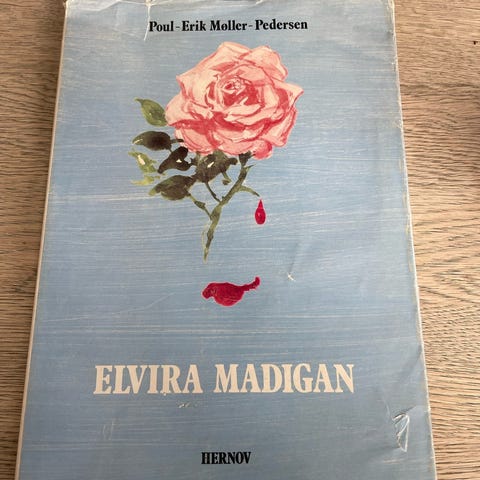 Poul-Erik Møller-Pedersen
ELVIRA MADIGAN
HERNOV